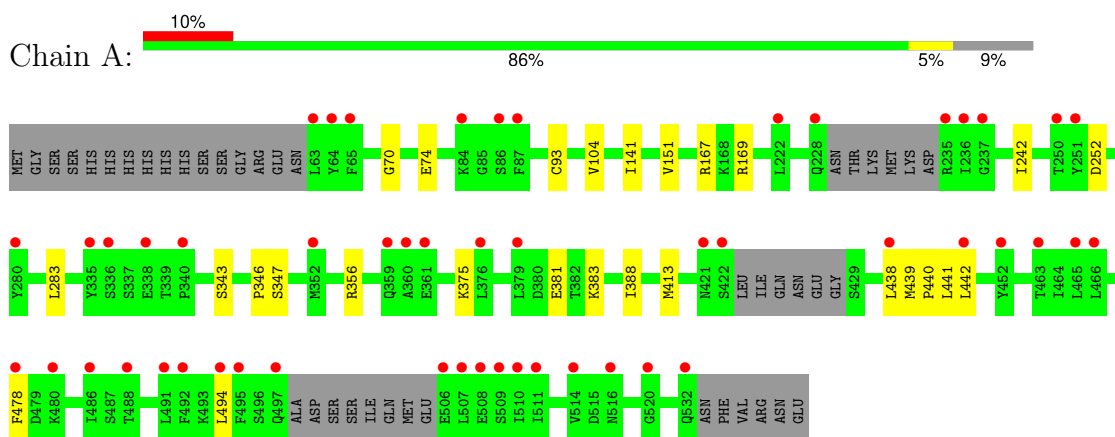 10%
Chain A:
86% 5% 9%
MET GLY SER SER HIS HIS HIS HIS HIS HIS SER SER GLY ARG GLU ASN L63 Y64 F65 G70 E74 K84 G85 S86 F87 C93 V104 I141 V151 R167 K168 R169 L222 Q228 ASN THR LYS MET LYS ASP R235 I236 G237 I242 T250 Y251 D252
Y280 L283 Y335 S336 S337 E338 T339 P340 S343 P346 S347 M352 R356 Q359 A360 E361 K375 L376 L379 D380 E381 T382 K383 I388 M413 N421 S422 LEU ILE GLN ASN GLU GLY S429 L438 M439 P440 L441 L442 Y452 T463 I464 L465 L466
F478 D479 K480 I486 S487 T488 L491 F492 K493 L494 F495 S496 Q497 ALA ASP SER SER ILE GLN MET GLU E506 L507 E508 S509 I510 I511 V514 D515 N516 G520 Q532 ASN PHE VAL ARG ASN GLU